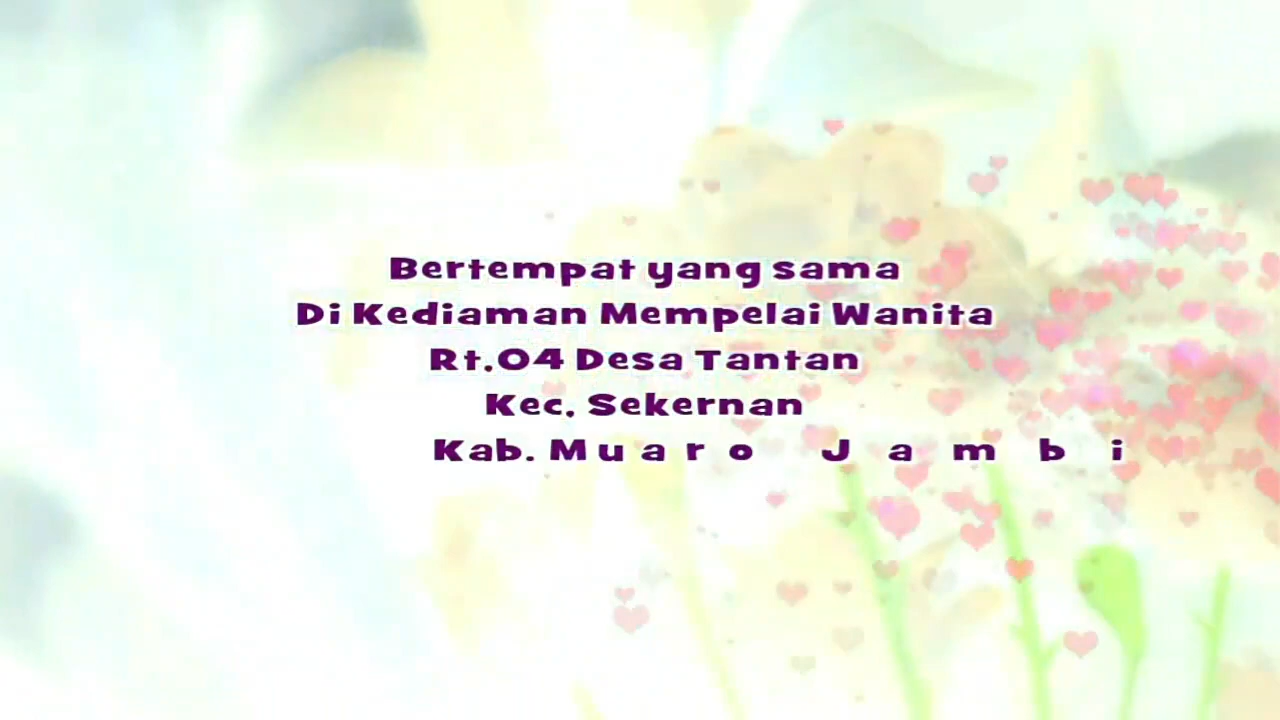 Bertempat yang sama
Di Kediaman Mempelai Wanita
Rt.04 Desa Tantan
Kec. Sekernan
Kab. Muaro Jambi